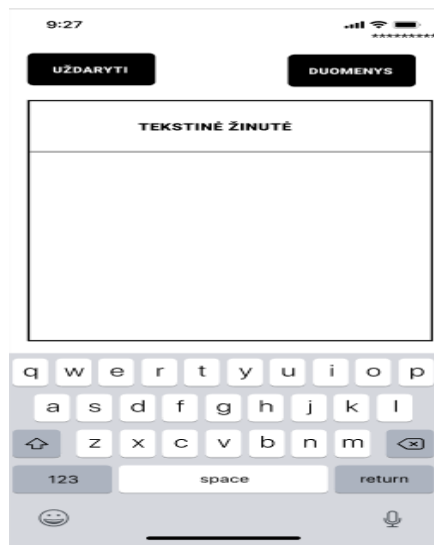 9:27
*********
UŽDARYTI DUOMENYS
TEKSTINĖ ŽINUTĖ
q w e r t y u i o p
a s d f g h j k l
z x c v b n m
123 space return